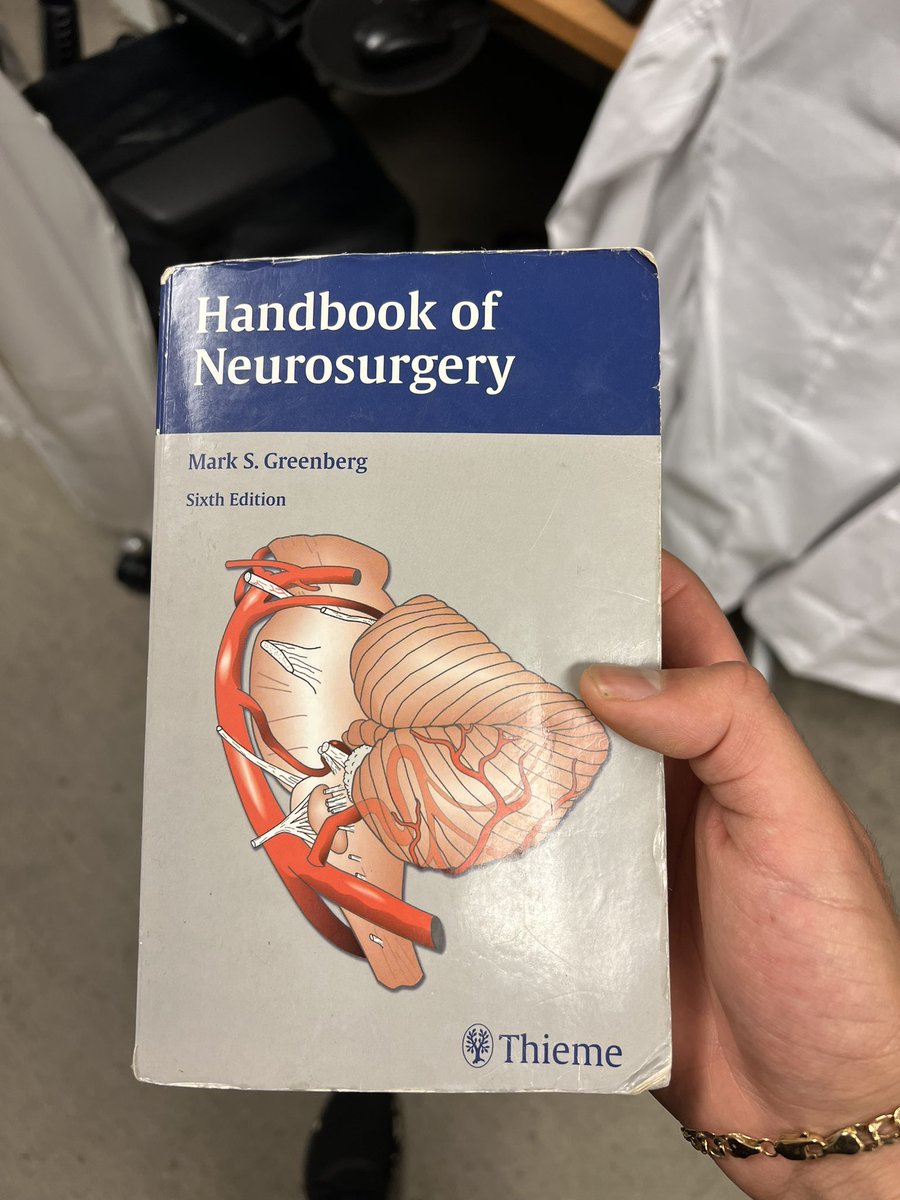 Handbook of
Neurosurgery
Mark S. Greenberg
Sixth Edition
Thieme